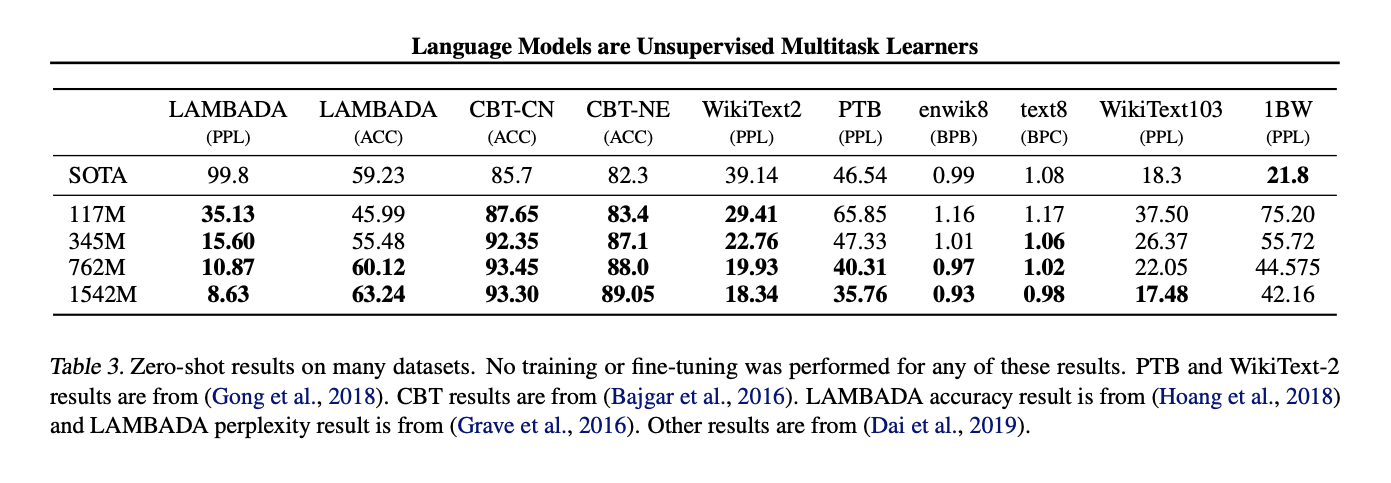 Language Models are Unsupervised Multitask Learners
LAMBADA LAMBADA CBT-CN CBT-NE WikiText2 PTB enwik8 text8 WikiText103 1BW
(PPL) (ACC) (ACC) (ACC) (PPL) (PPL) (BPB) (BPC) (PPL) (PPL)
SOTA 99.8 59.23 85.7 82.3 39.14 46.54 0.99 1.08 18.3 21.8
117M 35.13 45.99 87.65 83.4 29.41 65.85 1.16 1.17 37.50 75.20
345M 15.60 55.48 92.35 87.1 22.76 47.33 1.01 1.06 26.37 55.72
762M 10.87 60.12 93.45 88.0 19.93 40.31 0.97 1.02 22.05 44.575
1542M 8.63 63.24 93.30 89.05 18.34 35.76 0.93 0.98 17.48 42.16
Table 3. Zero-shot results on many datasets. No training or fine-tuning was performed for any of these results. PTB and WikiText-2
results are from (Gong et al., 2018). CBT results are from (Bajgar et al., 2016). LAMBADA accuracy result is from (Hoang et al., 2018)
and LAMBADA perplexity result is from (Grave et al., 2016). Other results are from (Dai et al., 2019).